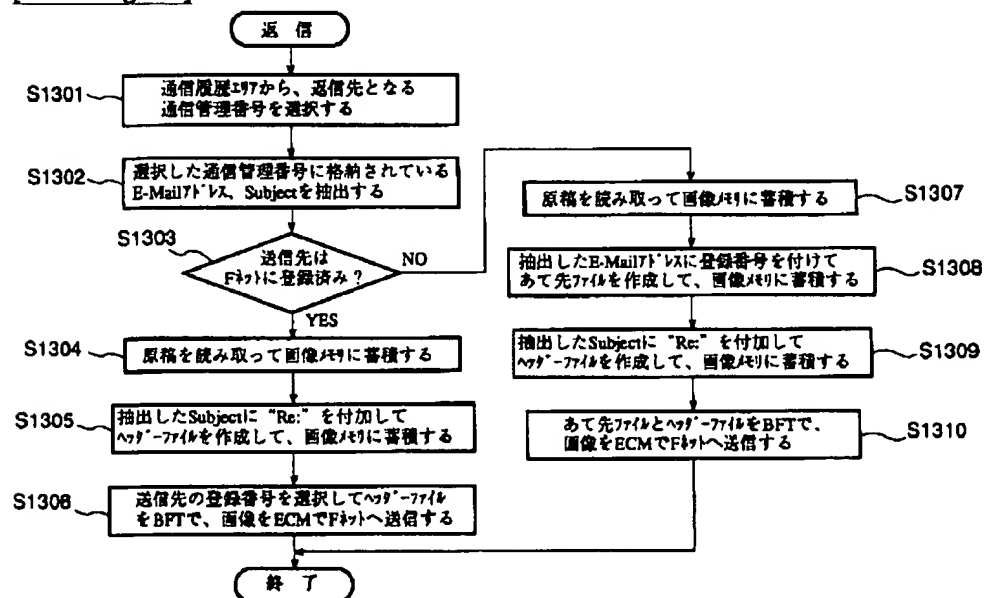 返 信
S1301
通信履歴エリアから、返信先となる
通信管理番号を選択する
S1302
選択した通信管理番号に格納されている
E-Mailアドレス、Subjectを抽出する
S1303
送信先は
Fネットに登録済み?
NO
YES
S1304
原稿を読み取って画像メモリに蓄積する
S1305
抽出したSubjectに “Re:” を付加して
ヘッダーファイルを作成して、画像メモリに蓄積する
S1306
送信先の登録番号を選択してヘッダーファイル
をBFTで、画像をECMでFネットへ送信する
終 了
原稿を読み取って画像メモリに蓄積する
S1307
抽出したE-Mailアドレスに登録番号を付けて
あて先ファイルを作成して、画像メモリに蓄積する
S1308
抽出したSubjectに “Re:” を付加して
ヘッダーファイルを作成して、画像メモリに蓄積する
S1309
あて先ファイルとヘッダーファイルをBFTで、
画像をECMでFネットへ送信する
S1310